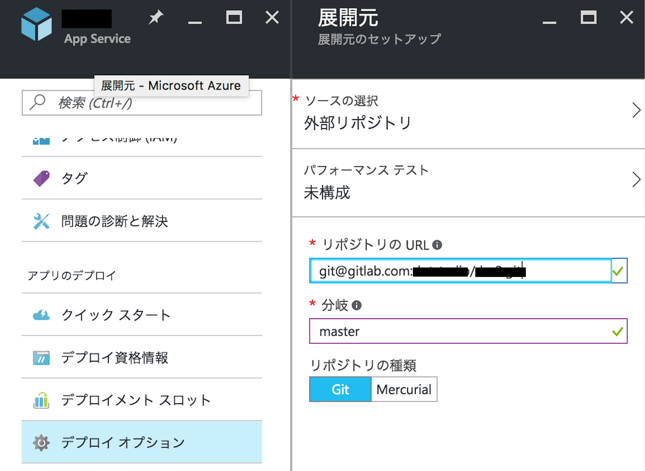 App Service
展開元
展開元のセットアップ
展開元 - Microsoft Azure
検索 (Ctrl+/)
アクセス制御 (IAM)
タグ
問題の診断と解決
アプリのデプロイ
クイック スタート
デプロイ資格情報
デプロイメント スロット
デプロイ オプション
* ソースの選択
外部リポジトリ
パフォーマンス テスト
未構成
* リポジトリの URL
git@gitlab.com:
* 分岐
master
リポジトリの種類
Git
Mercurial